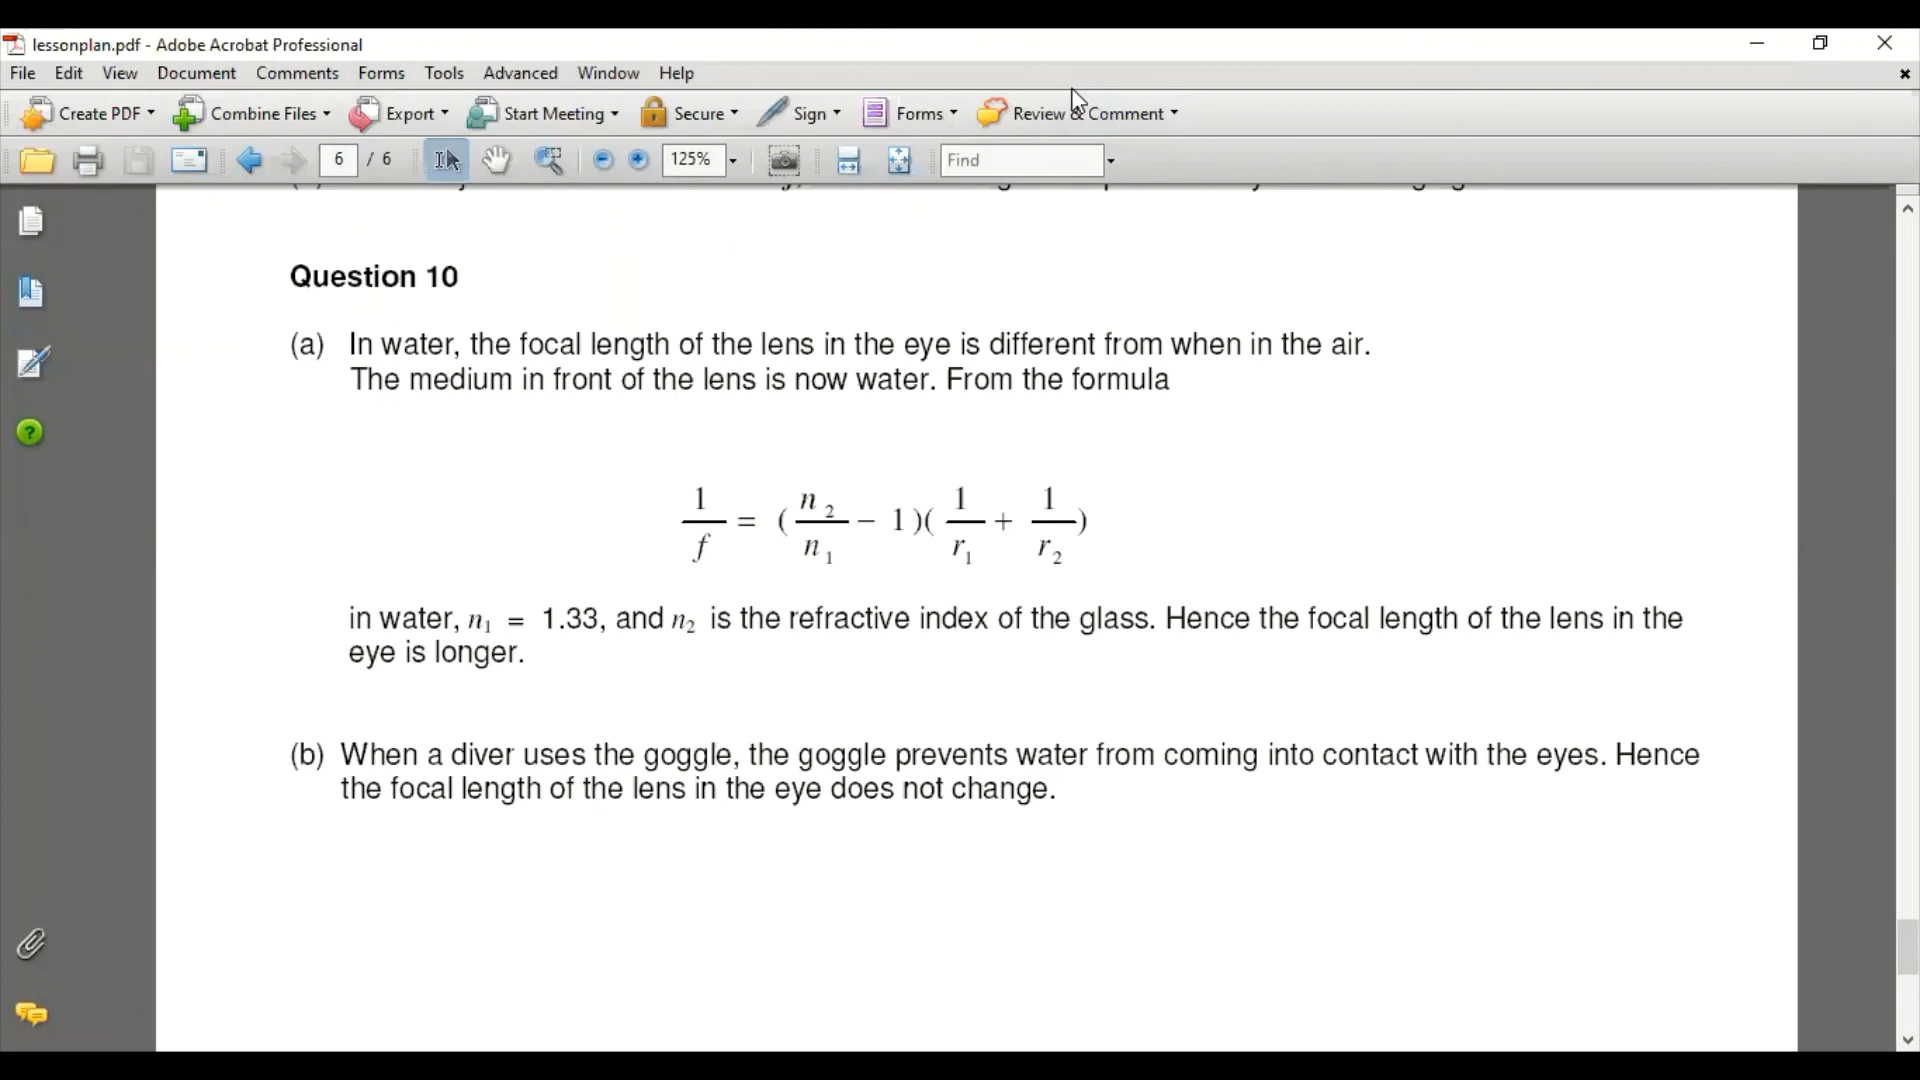 lessonplan.pdf - Adobe Acrobat Professional
File Edit View Document Comments Forms Tools Advanced Window Help
Create PDF Combine Files Export Start Meeting Secure Sign Forms Review & Comment
6 / 6 125% Find
Question 10
(a) In water, the focal length of the lens in the eye is different from when in the air.
The medium in front of the lens is now water. From the formula
1/f = (n₂/n₁ − 1)(1/r₁ + 1/r₂)
in water, n₁ = 1.33, and n₂ is the refractive index of the glass. Hence the focal length of the lens in the
eye is longer.
(b) When a diver uses the goggle, the goggle prevents water from coming into contact with the eyes. Hence
the focal length of the lens in the eye does not change.